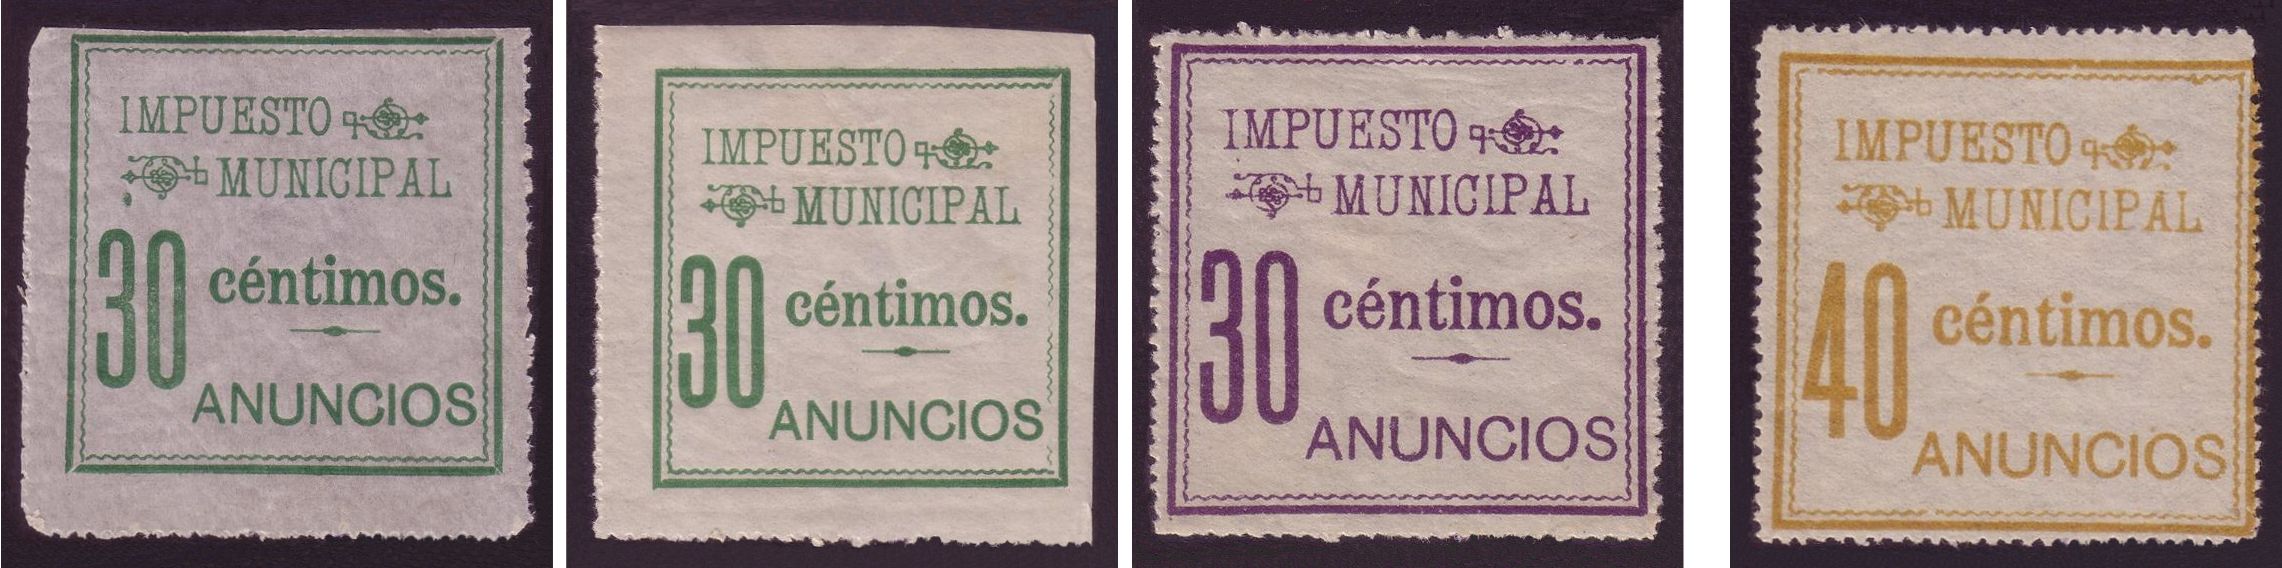 IMPUESTO
MUNICIPAL
30 céntimos.
ANUNCIOS
IMPUESTO
MUNICIPAL
30 céntimos.
ANUNCIOS
IMPUESTO
MUNICIPAL
30 céntimos.
ANUNCIOS
IMPUESTO
MUNICIPAL
40 céntimos.
ANUNCIOS